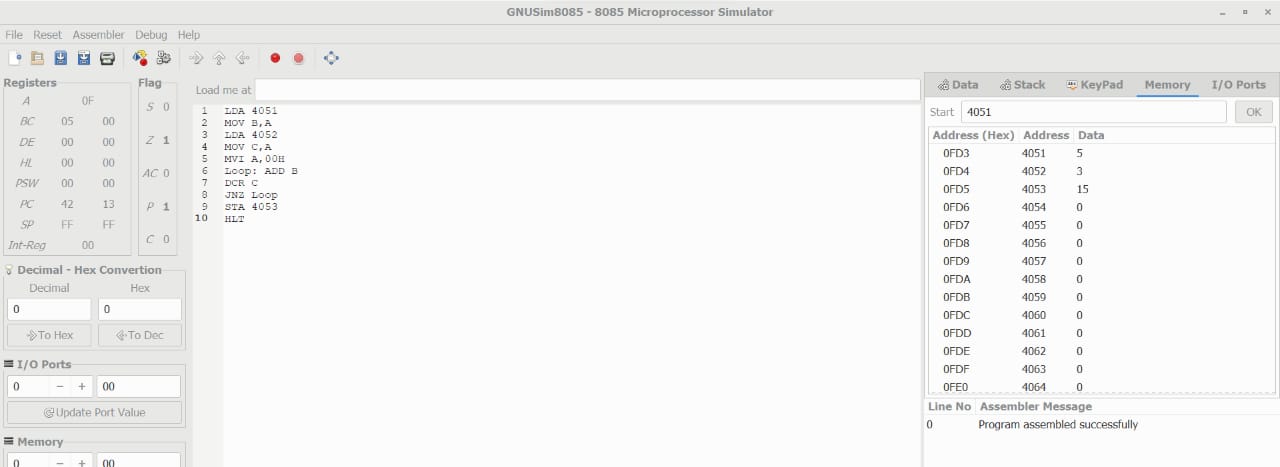 GNUSim8085 - 8085 Microprocessor Simulator
File Reset Assembler Debug Help
Registers
A 0F
BC 05 00
DE 00 00
HL 00 00
PSW 00 00
PC 42 13
SP FF FF
Int-Reg 00
Flag
S 0
Z 1
AC 0
P 1
C 0
Decimal - Hex Convertion
Decimal Hex
0 0
To Hex To Dec
I/O Ports
0 − + 00
Update Port Value
Memory
0 − + 00
Load me at
1 LDA 4051
2 MOV B,A
3 LDA 4052
4 MOV C,A
5 MVI A,00H
6 Loop: ADD B
7 DCR C
8 JNZ Loop
9 STA 4053
10 HLT
Data Stack KeyPad Memory I/O Ports
Start 4051 OK
Address (Hex) Address Data
0FD3 4051 5
0FD4 4052 3
0FD5 4053 15
0FD6 4054 0
0FD7 4055 0
0FD8 4056 0
0FD9 4057 0
0FDA 4058 0
0FDB 4059 0
0FDC 4060 0
0FDD 4061 0
0FDE 4062 0
0FDF 4063 0
0FE0 4064 0
Line No Assembler Message
0 Program assembled successfully